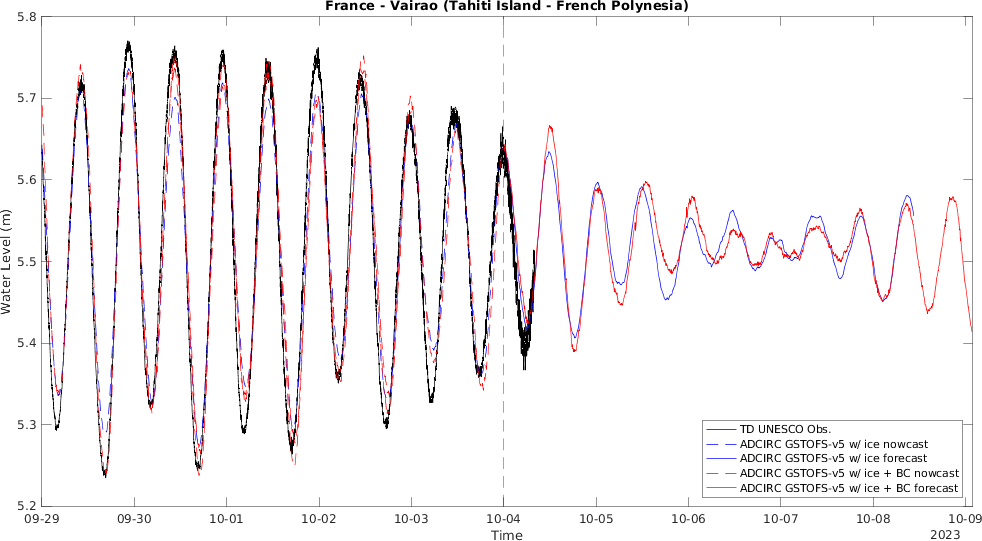 France - Vairao (Tahiti Island - French Polynesia)
5.8
5.7
5.6
5.5
5.4
5.3
5.2
Water Level (m)
09-29 09-30 10-01 10-02 10-03 10-04 10-05 10-06 10-07 10-08 10-09
Time
2023
TD UNESCO Obs.
ADCIRC GSTOFS-v5 w/ ice nowcast
ADCIRC GSTOFS-v5 w/ ice forecast
ADCIRC GSTOFS-v5 w/ ice + BC nowcast
ADCIRC GSTOFS-v5 w/ ice + BC forecast